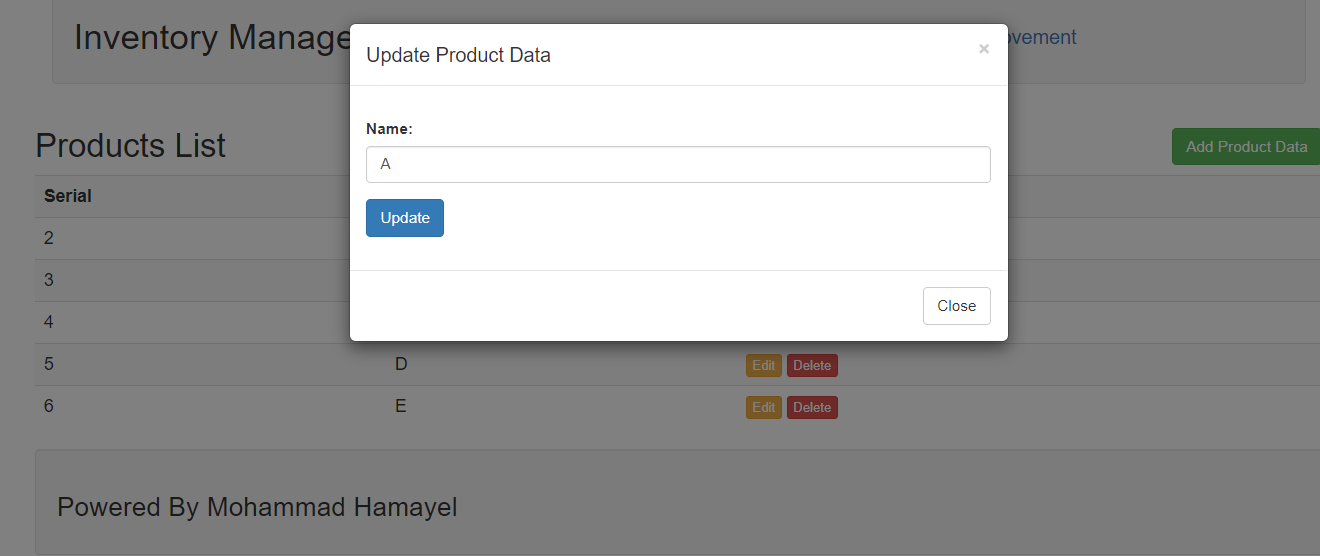 Inventory Manage
Update Product Data
×
Name:
A
Update
Close
Products List
Add Product Data
Serial
2
3
4
5 D Edit Delete
6 E Edit Delete
Powered By Mohammad Hamayel